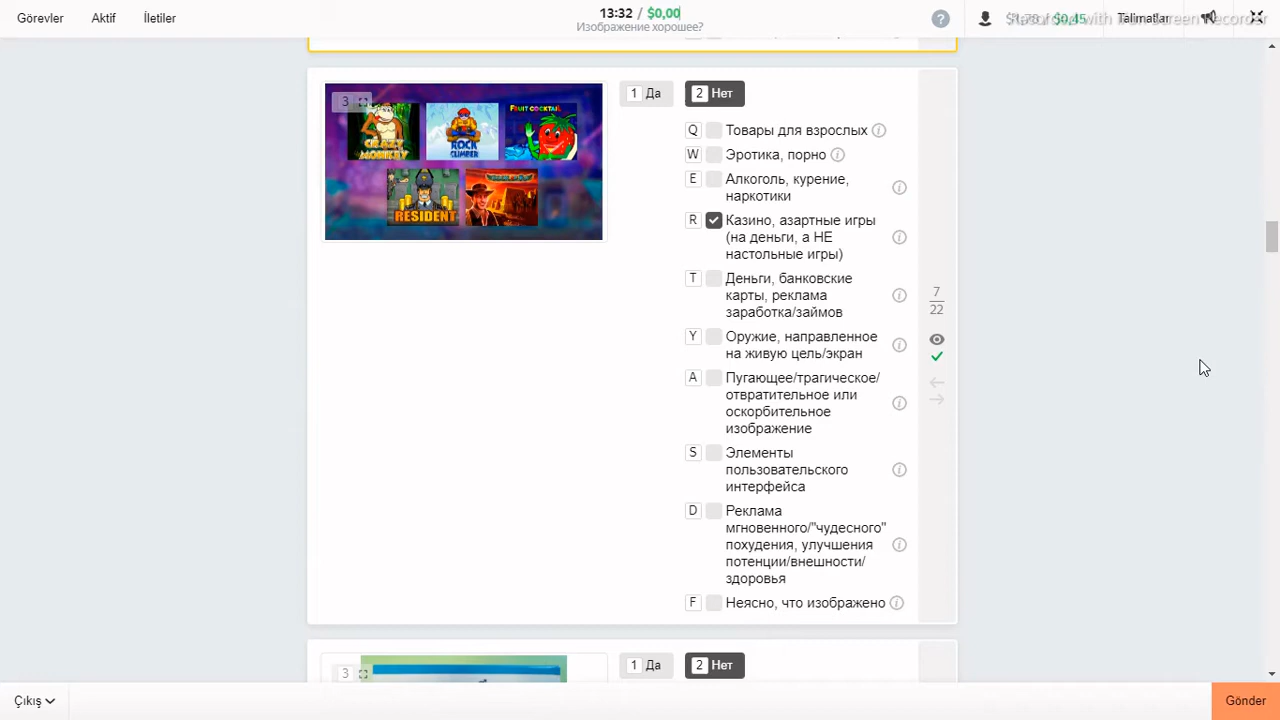 Görevler Aktif İletiler
13:32 / $0,00
Изображение хорошее?
? Talimatlar
3
CRAZY MONKEY
ROCK CLIMBER
FRUIT COCKTAIL
RESIDENT
1 Да 2 Нет
Q Товары для взрослых
W Эротика, порно
E Алкоголь, курение,
наркотики
R Казино, азартные игры
(на деньги, а НЕ
настольные игры)
T Деньги, банковские
карты, реклама
заработка/займов
Y Оружие, направленное
на живую цель/экран
A Пугающее/трагическое/
отвратительное или
оскорбительное
изображение
S Элементы
пользовательского
интерфейса
D Реклама
мгновенного/"чудесного"
похудения, улучшения
потенции/внешности/
здоровья
F Неясно, что изображено
7
22
3
1 Да 2 Нет
Çıkış
Gönder